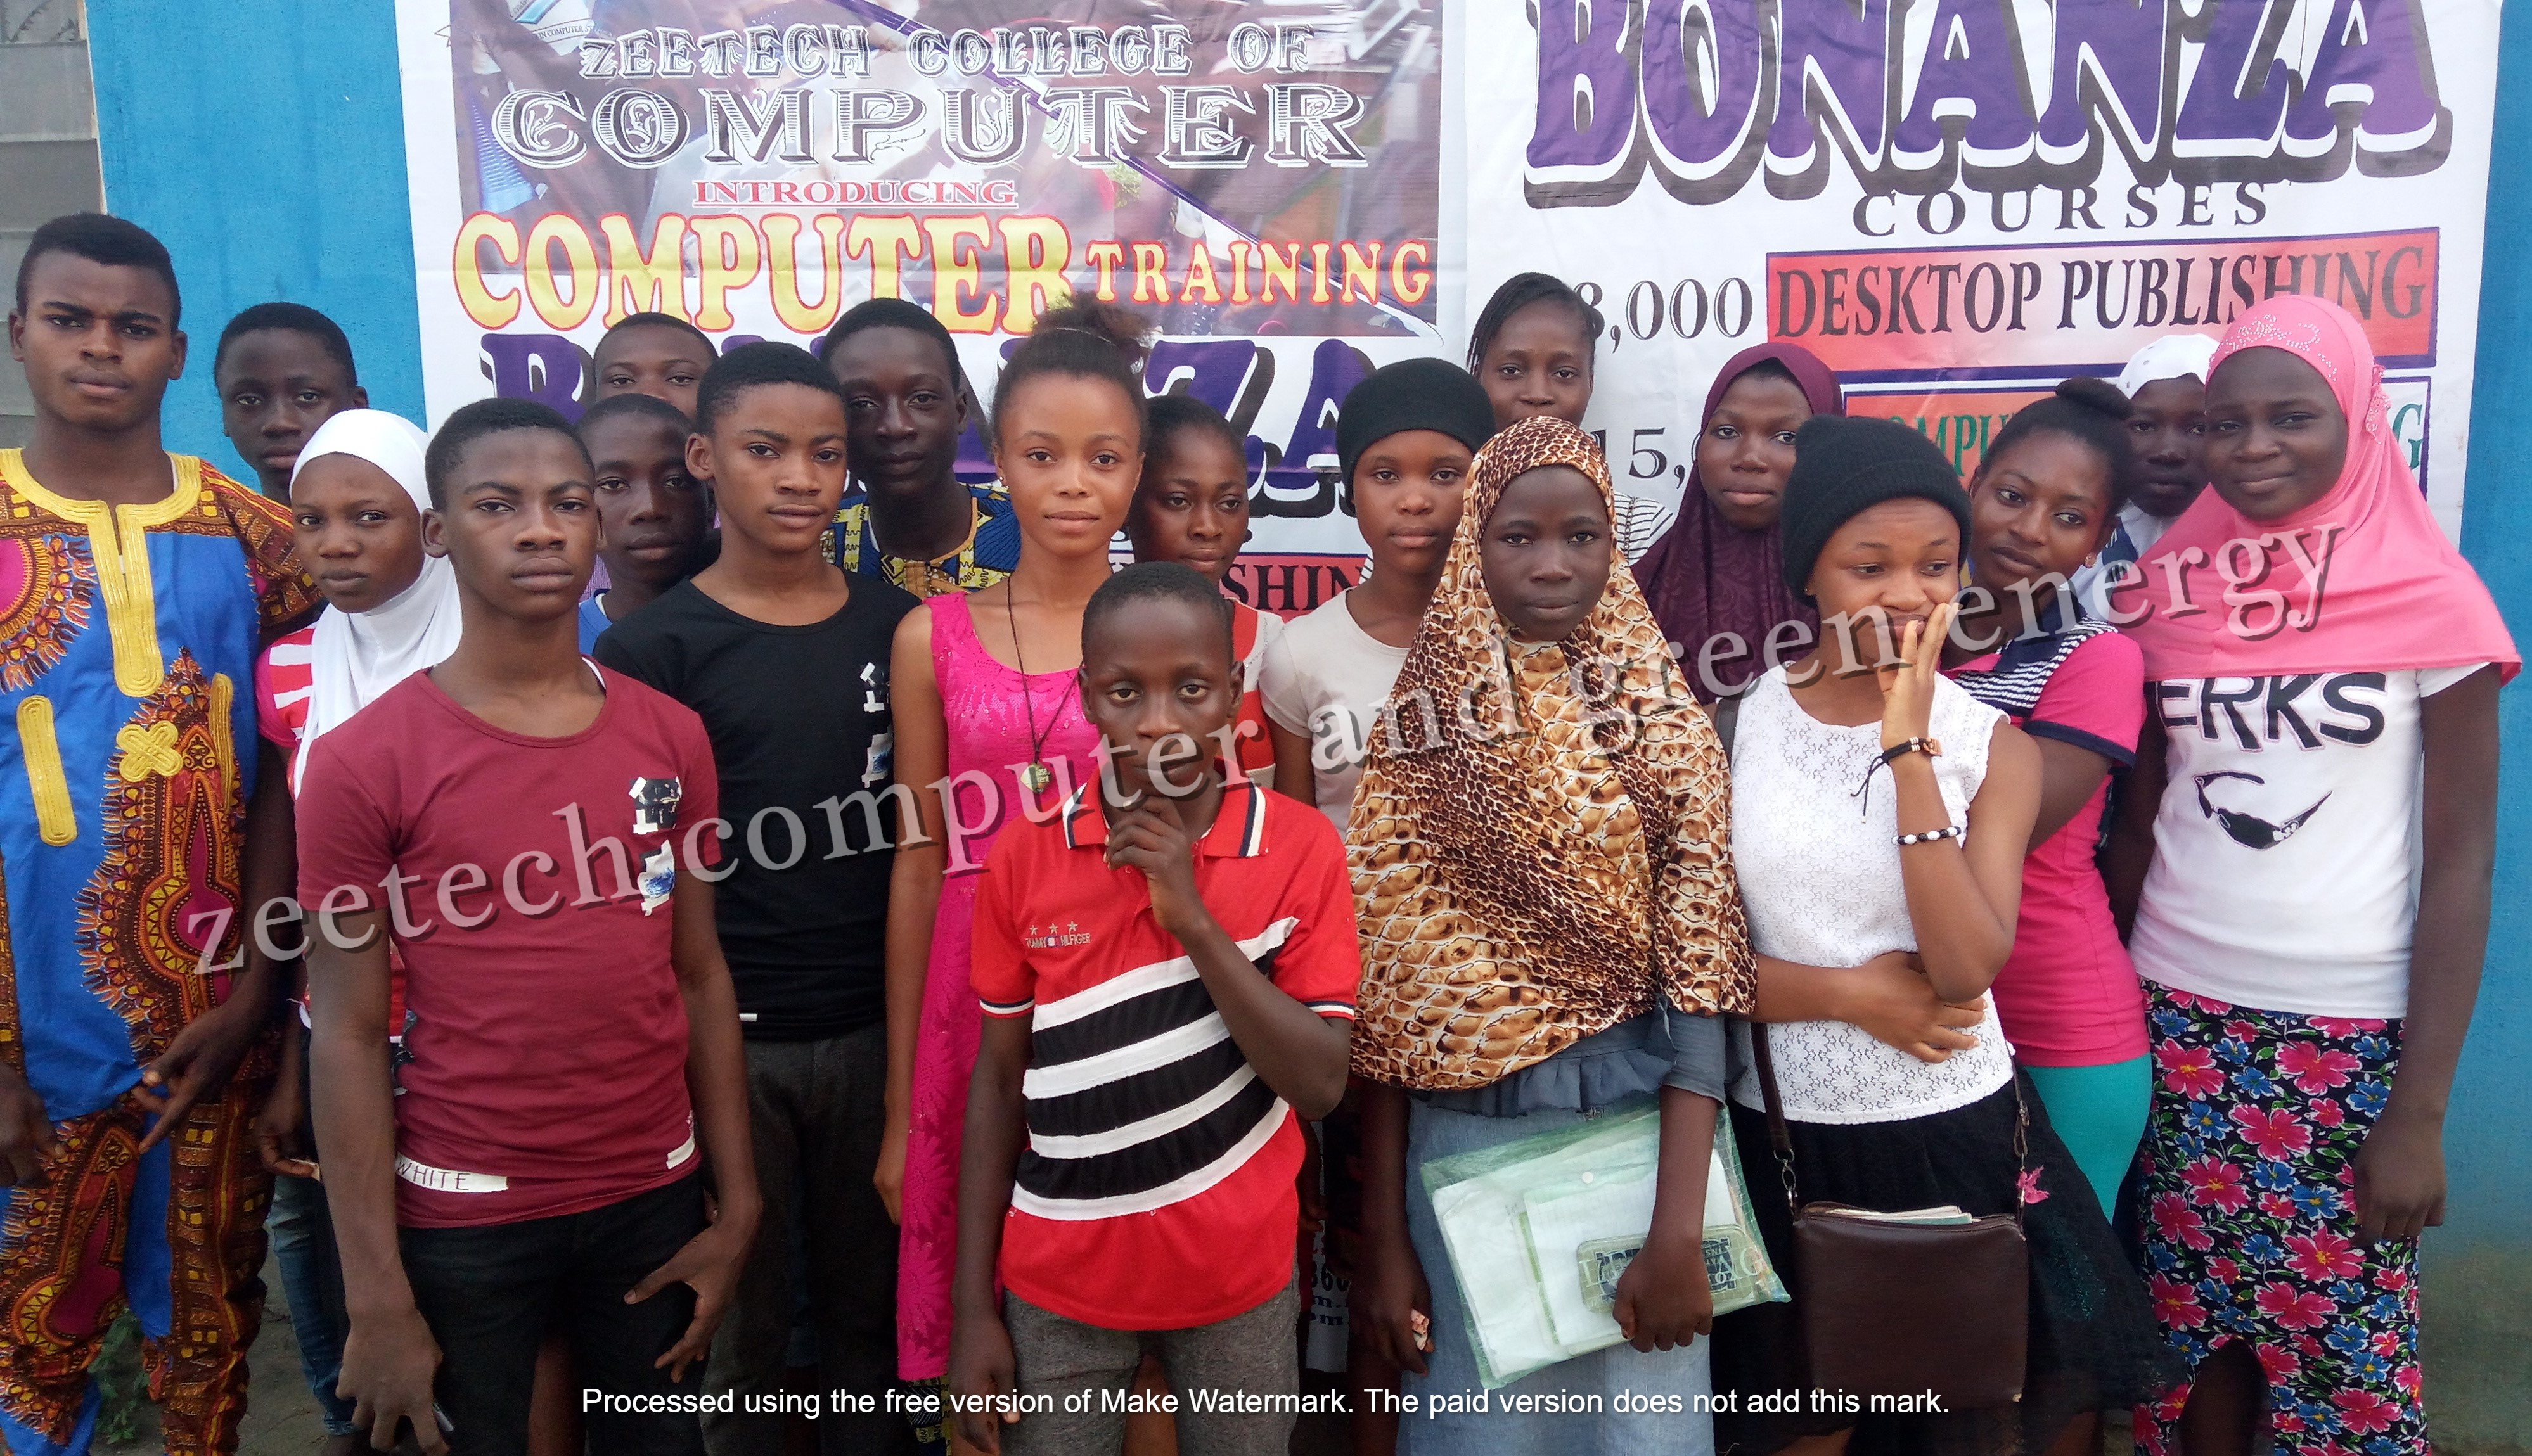 ZEETECH COLLEGE OF
COMPUTER
INTRODUCING
COMPUTER TRAINING
BONANZA
COURSES
8,000 DESKTOP PUBLISHING
15,
SHIN
TOMMY HILFIGER
ERKS
WHITE
zeetech computer and green energy
Processed using the free version of Make Watermark. The paid version does not add this mark.